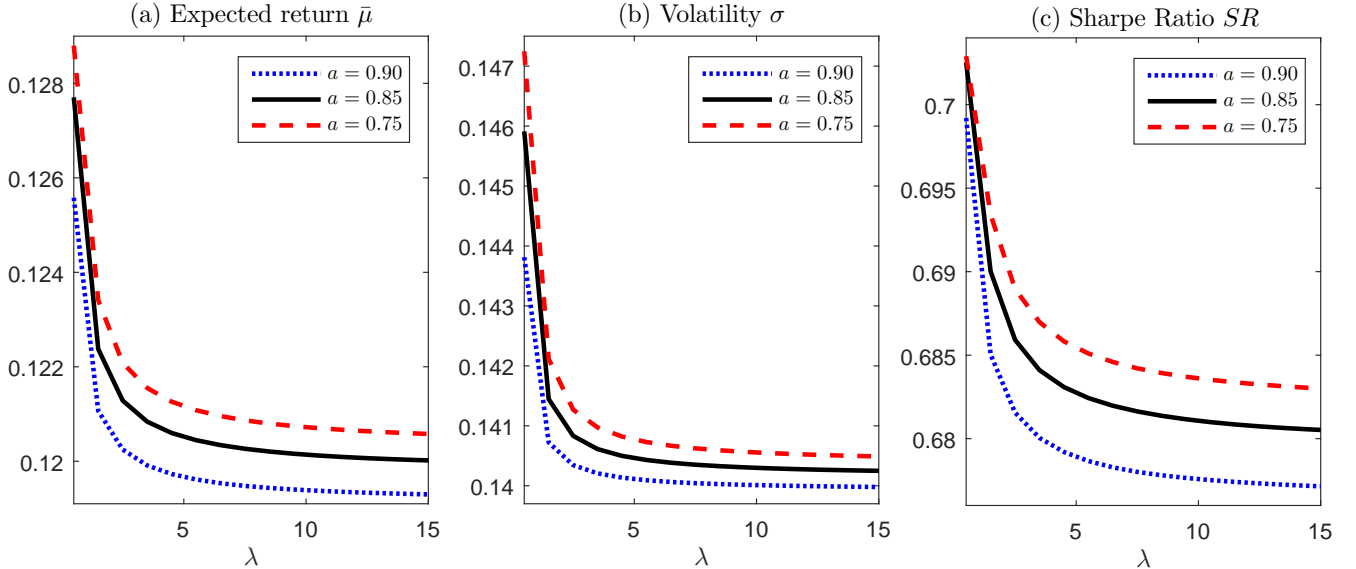 (a) Expected return μ̄
0.128
0.126
0.124
0.122
0.12
5
10
15
λ
a = 0.90
a = 0.85
a = 0.75
(b) Volatility σ
0.147
0.146
0.145
0.144
0.143
0.142
0.141
0.14
5
10
15
λ
a = 0.90
a = 0.85
a = 0.75
(c) Sharpe Ratio SR
0.7
0.695
0.69
0.685
0.68
5
10
15
λ
a = 0.90
a = 0.85
a = 0.75